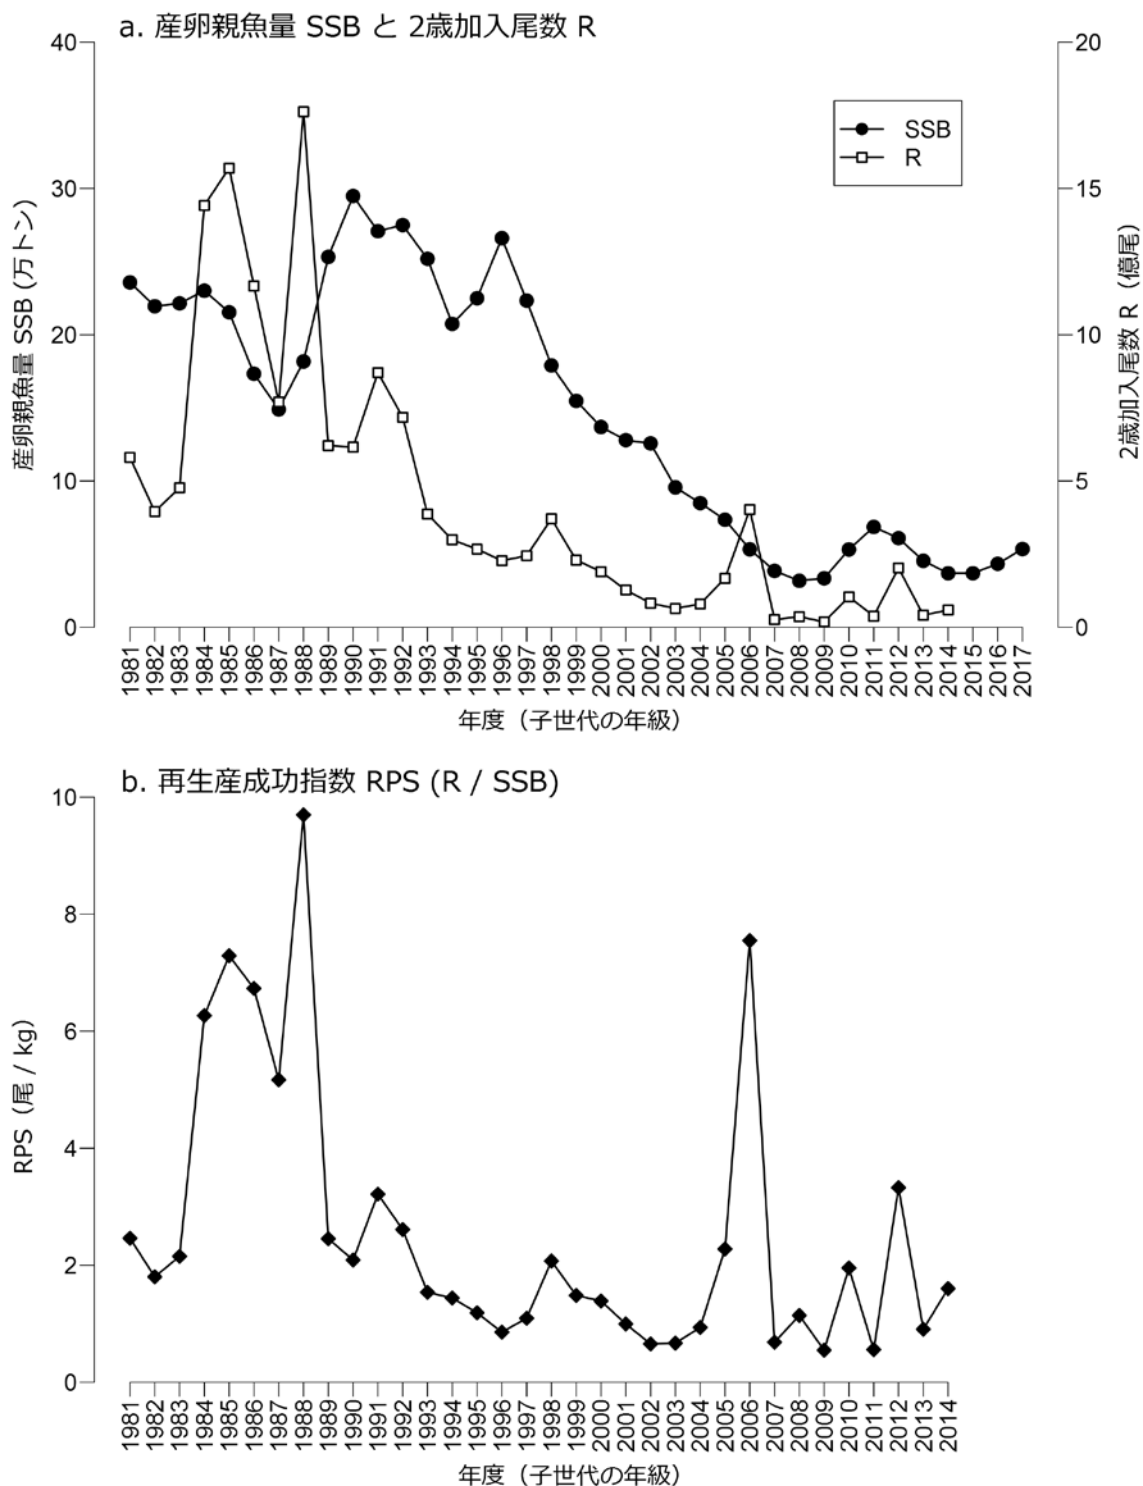 a. 産卵親魚量 SSB と 2歳加入尾数 R
40
30
20
10
0
産卵親魚量 SSB (万トン)
SSB
R
20
15
10
5
0
2歳加入尾数 R (億尾)
1981 1982 1983 1984 1985 1986 1987 1988 1989 1990 1991 1992 1993 1994 1995 1996 1997 1998 1999 2000 2001 2002 2003 2004 2005 2006 2007 2008 2009 2010 2011 2012 2013 2014 2015 2016 2017
年度（子世代の年級）
b. 再生産成功指数 RPS (R / SSB)
10
8
6
4
2
0
RPS (尾 / kg)
1981 1982 1983 1984 1985 1986 1987 1988 1989 1990 1991 1992 1993 1994 1995 1996 1997 1998 1999 2000 2001 2002 2003 2004 2005 2006 2007 2008 2009 2010 2011 2012 2013 2014
年度（子世代の年級）